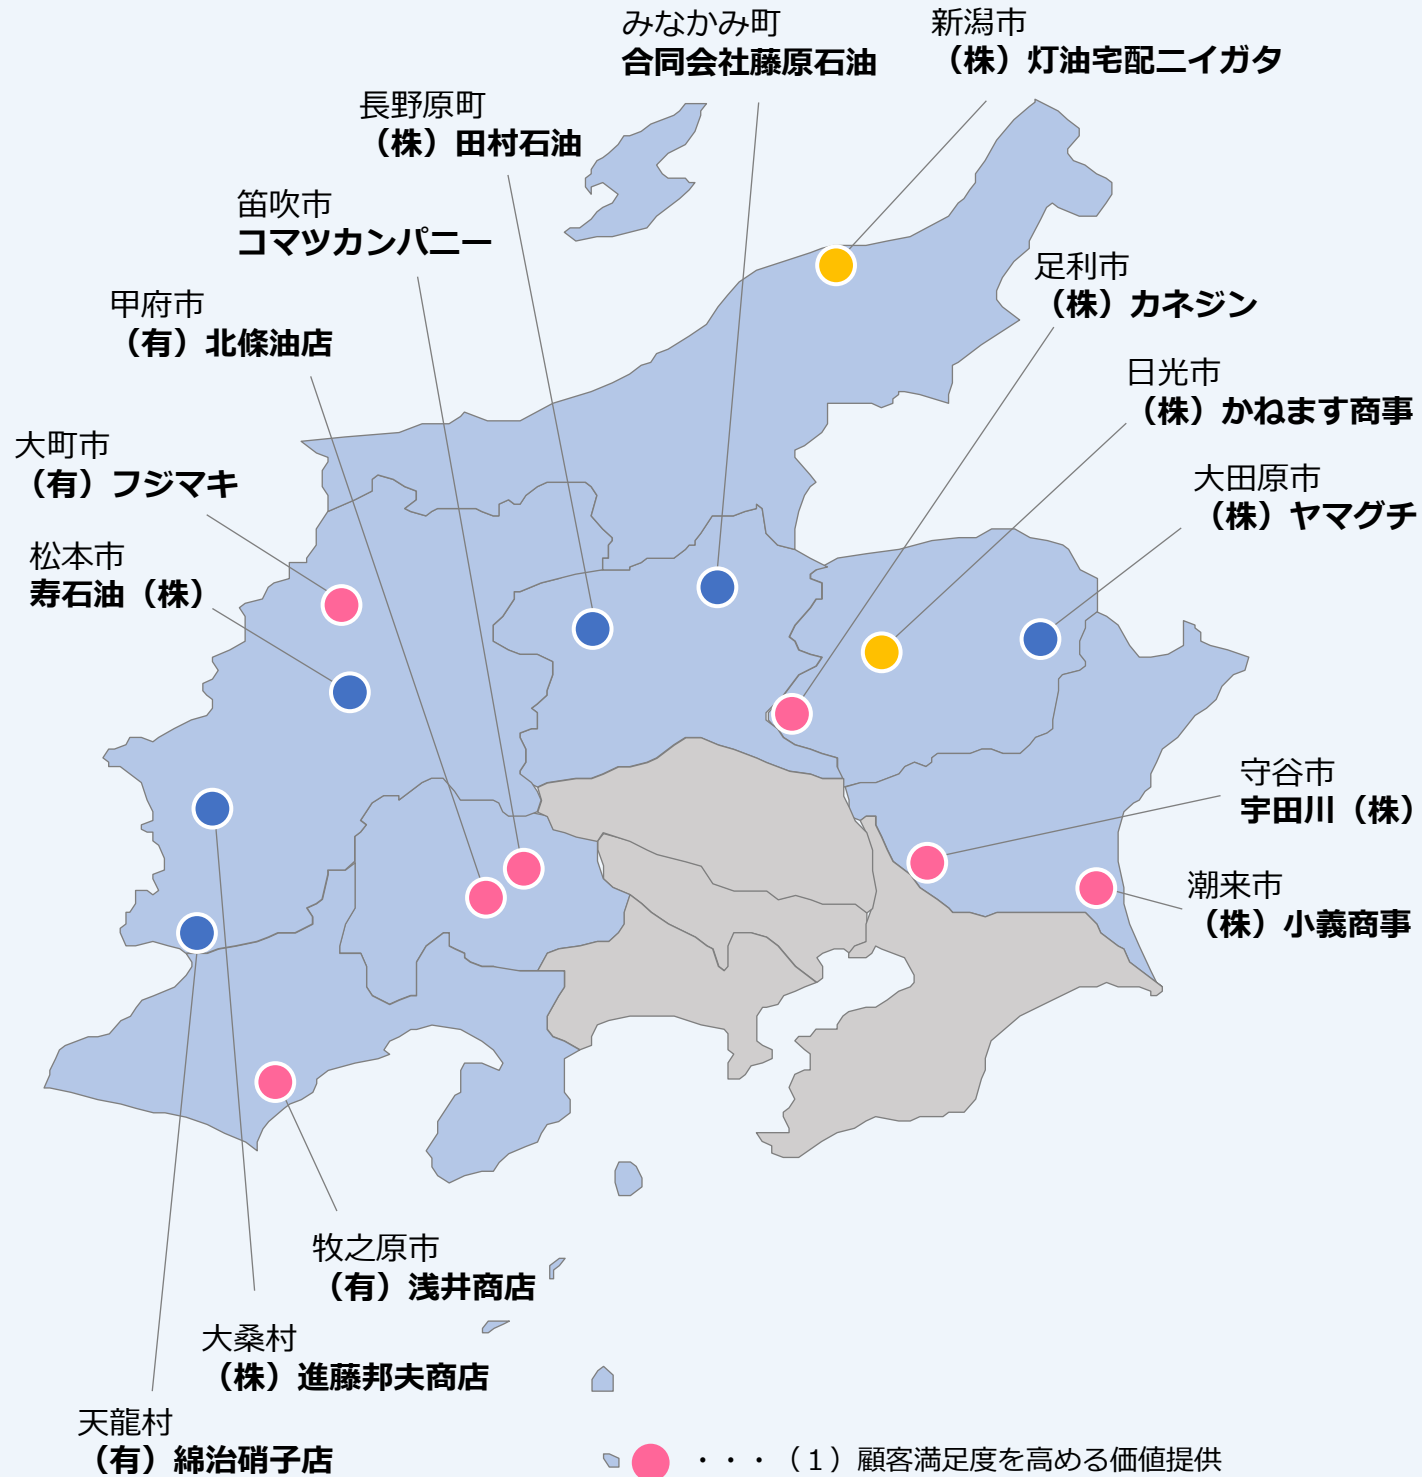 みなかみ町
合同会社藤原石油
新潟市
（株）灯油宅配ニイガタ
長野原町
（株）田村石油
笛吹市
コマツカンパニー
足利市
（株）カネジン
甲府市
（有）北條油店
日光市
（株）かねます商事
大町市
（有）フジマキ
大田原市
（株）ヤマグチ
松本市
寿石油（株）
守谷市
宇田川（株）
潮来市
（株）小義商事
牧之原市
（有）浅井商店
大桑村
（株）進藤邦夫商店
天龍村
（有）綿治硝子店
・・・（１）顧客満足度を高める価値提供